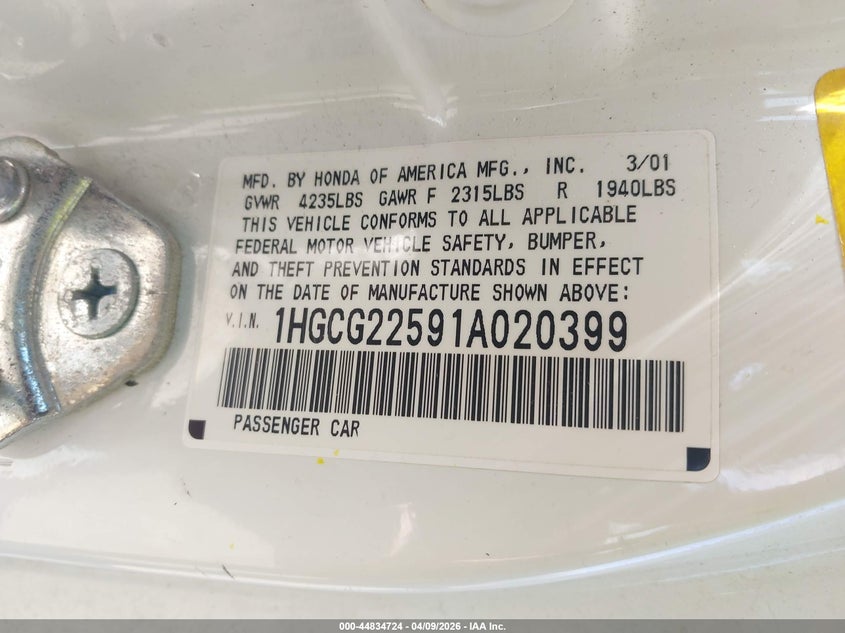 MFD. BY HONDA OF AMERICA MFG., INC. 3/01
GVWR 4235LBS GAWR F 2315LBS R 1940LBS
THIS VEHICLE CONFORMS TO ALL APPLICABLE
FEDERAL MOTOR VEHICLE SAFETY, BUMPER,
AND THEFT PREVENTION STANDARDS IN EFFECT
ON THE DATE OF MANUFACTURE SHOWN ABOVE:
V.I.N. 1HGCG22591A020399
PASSENGER CAR
000-44834724 | 04/09/2026 | IAA Inc.